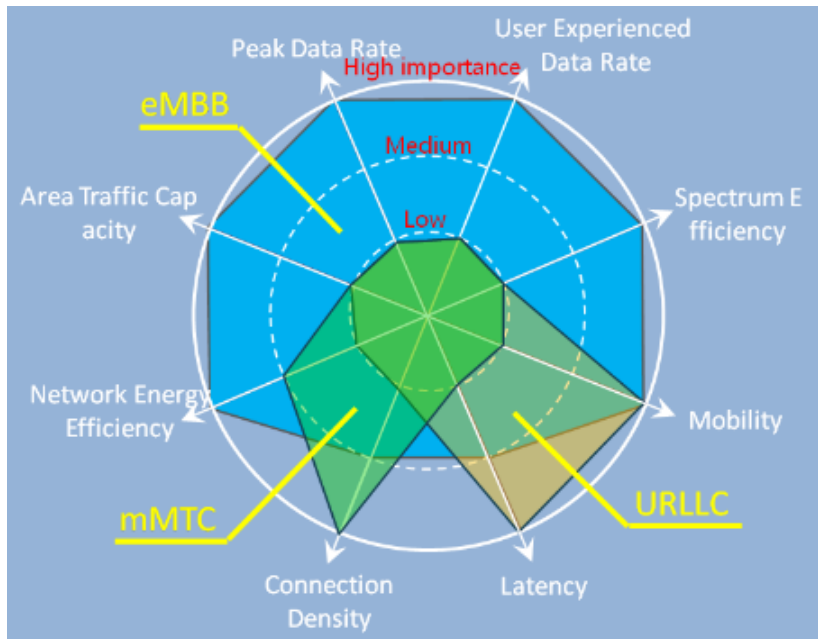 Peak Data Rate
User Experienced
Data Rate
High importance
eMBB
Medium
Area Traffic Cap
acity
Low
Spectrum E
fficiency
Network Energy
Efficiency
Mobility
mMTC
URLLC
Connection
Density
Latency